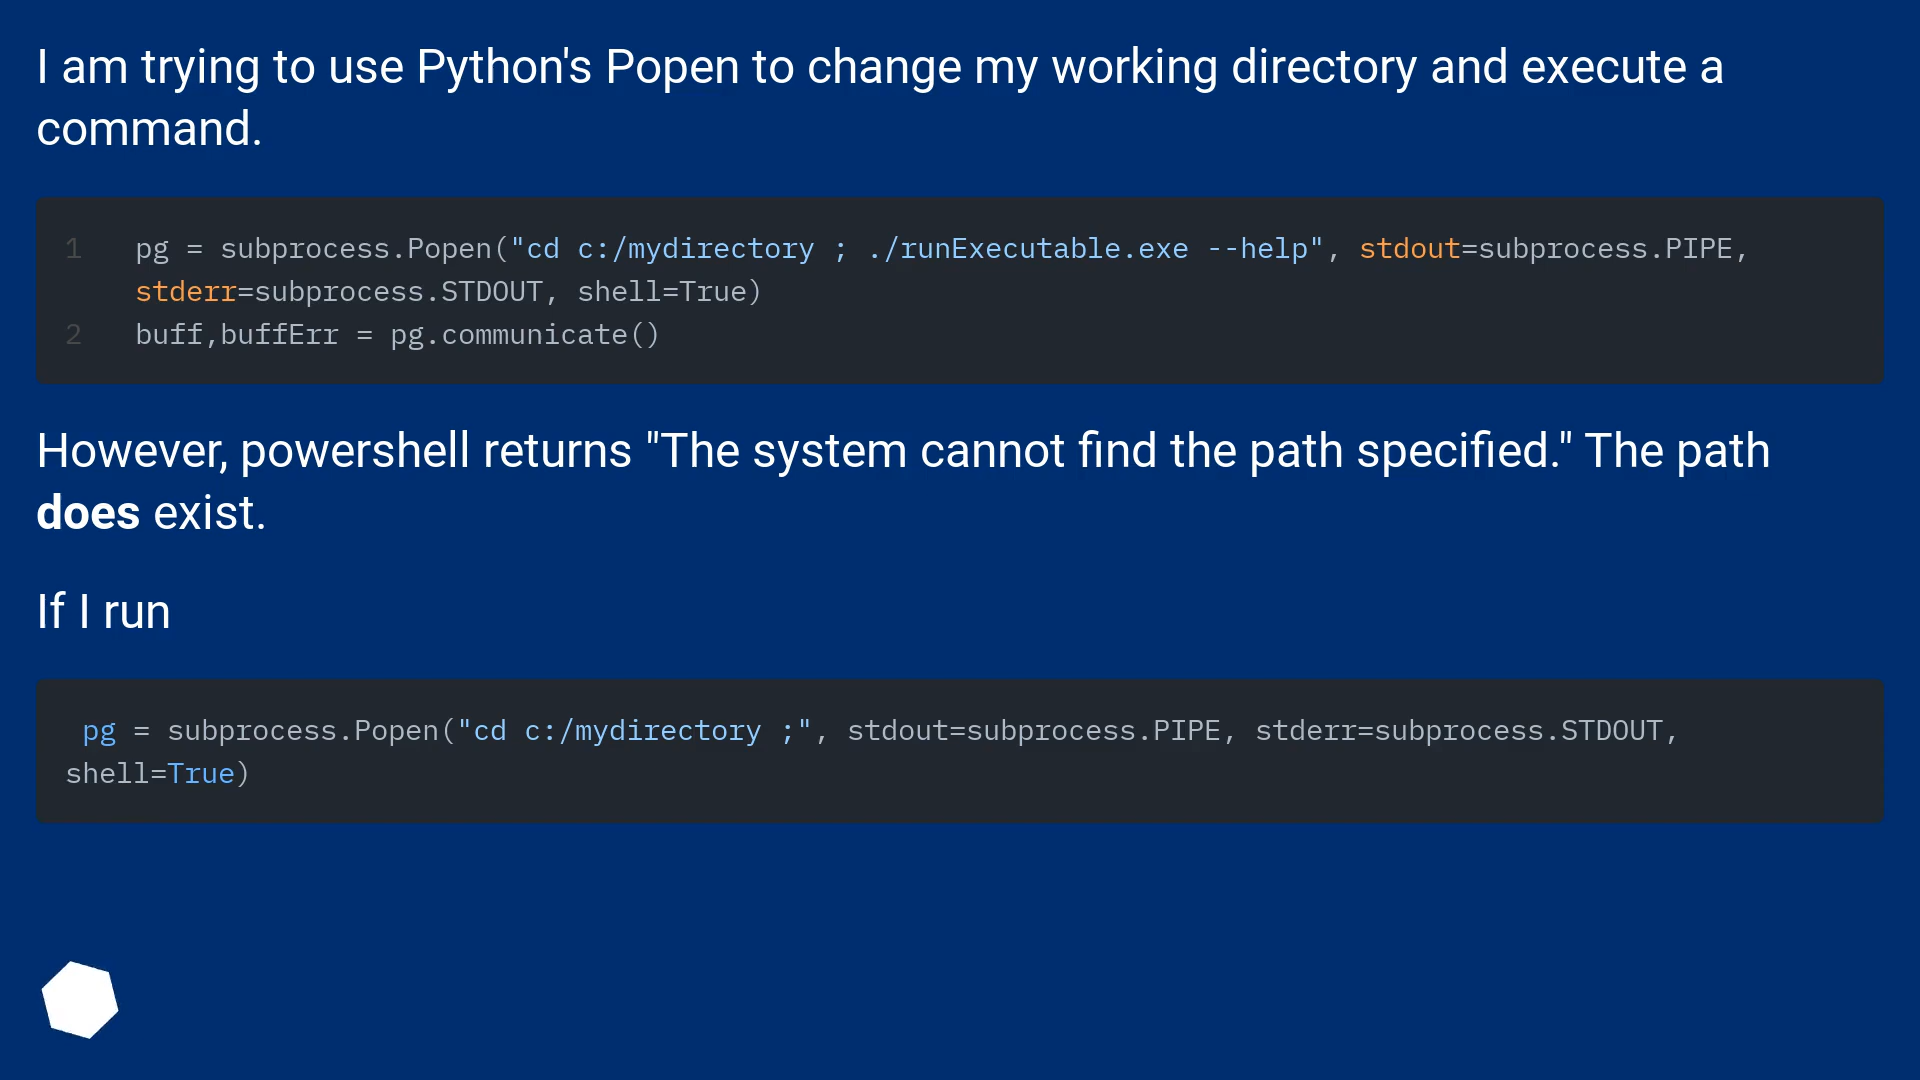 I am trying to use Python's Popen to change my working directory and execute a
command.
1 pg = subprocess.Popen("cd c:/mydirectory ; ./runExecutable.exe --help", stdout=subprocess.PIPE,
stderr=subprocess.STDOUT, shell=True)
2 buff,buffErr = pg.communicate()
However, powershell returns "The system cannot find the path specified." The path
does exist.
If I run
pg = subprocess.Popen("cd c:/mydirectory ;", stdout=subprocess.PIPE, stderr=subprocess.STDOUT,
shell=True)